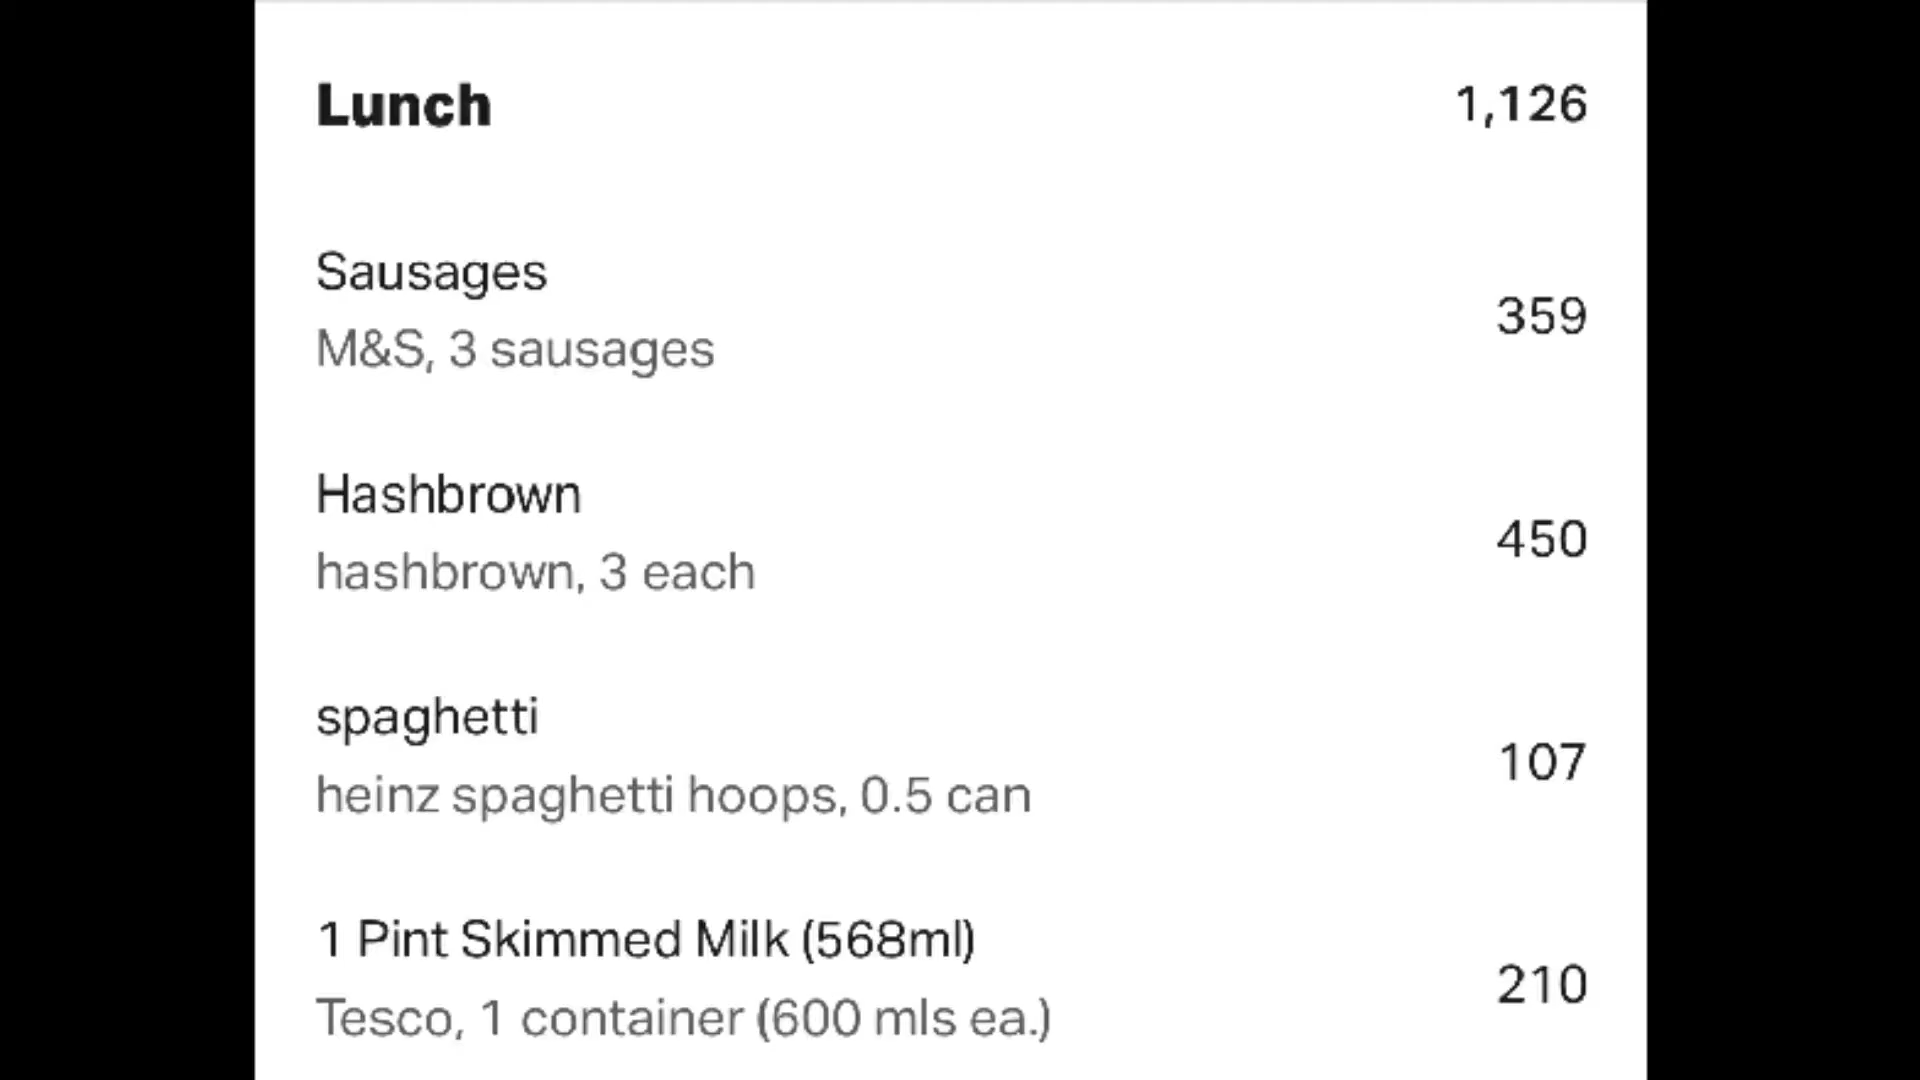 Lunch 1,126
Sausages
M&S, 3 sausages
359
Hashbrown
hashbrown, 3 each
450
spaghetti
heinz spaghetti hoops, 0.5 can
107
1 Pint Skimmed Milk (568ml)
Tesco, 1 container (600 mls ea.)
210